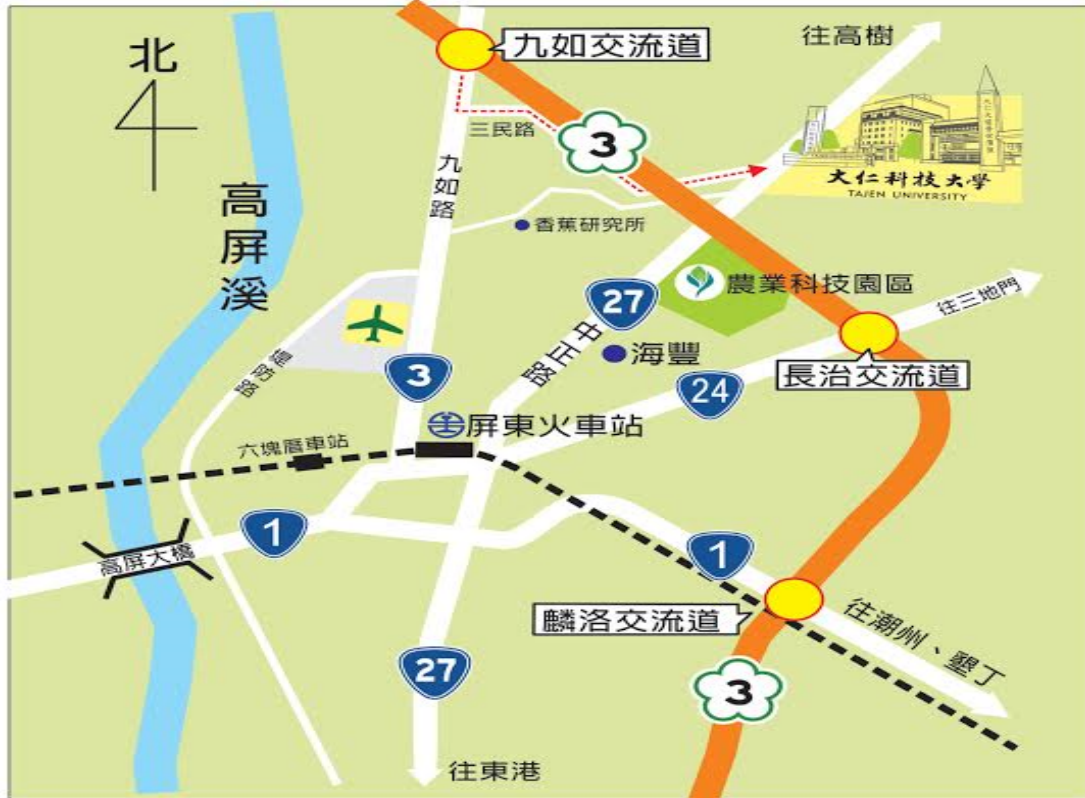 九如交流道
往高樹
北
三民路
3
大仁科技大學
TAJEN UNIVERSITY
九如路
高屏溪
香蕉研究所
農業科技園區
27
往三地門
中正路
海豐
3
堤防路
長治交流道
24
屏東火車站
六塊厝車站
1
高屏大橋
1
麟洛交流道
往潮州、墾丁
27
3
往東港